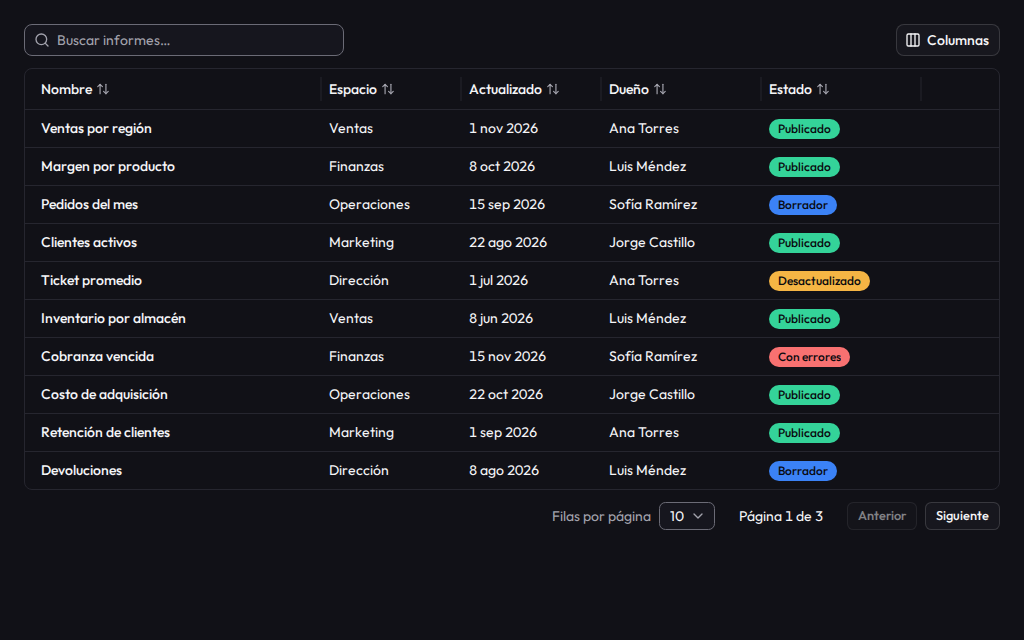 Buscar informes…
Columnas
Nombre Espacio Actualizado Dueño Estado
Ventas por región Ventas 1 nov 2026 Ana Torres Publicado
Margen por producto Finanzas 8 oct 2026 Luis Méndez Publicado
Pedidos del mes Operaciones 15 sep 2026 Sofía Ramírez Borrador
Clientes activos Marketing 22 ago 2026 Jorge Castillo Publicado
Ticket promedio Dirección 1 jul 2026 Ana Torres Desactualizado
Inventario por almacén Ventas 8 jun 2026 Luis Méndez Publicado
Cobranza vencida Finanzas 15 nov 2026 Sofía Ramírez Con errores
Costo de adquisición Operaciones 22 oct 2026 Jorge Castillo Publicado
Retención de clientes Marketing 1 sep 2026 Ana Torres Publicado
Devoluciones Dirección 8 ago 2026 Luis Méndez Borrador
Filas por página 10 Página 1 de 3 Anterior Siguiente